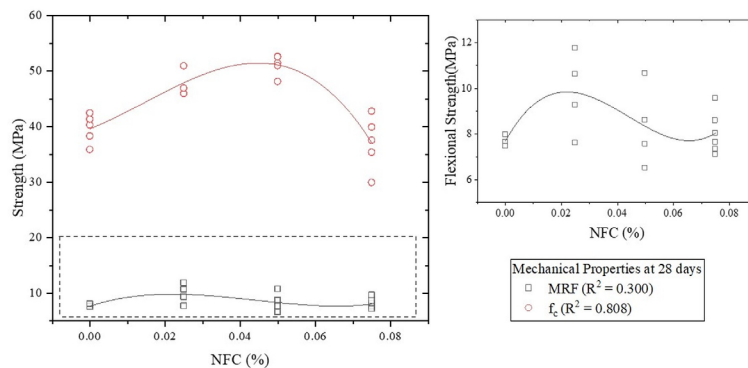 60
50
40
30
20
10
Strength (MPa)
0.00
0.02
0.04
0.06
0.08
NFC (%)
12
10
8
6
Flexional Strength(MPa)
0.00
0.02
0.04
0.06
0.08
NFC (%)
Mechanical Properties at 28 days
MRF (R² = 0.300)
fc (R² = 0.808)